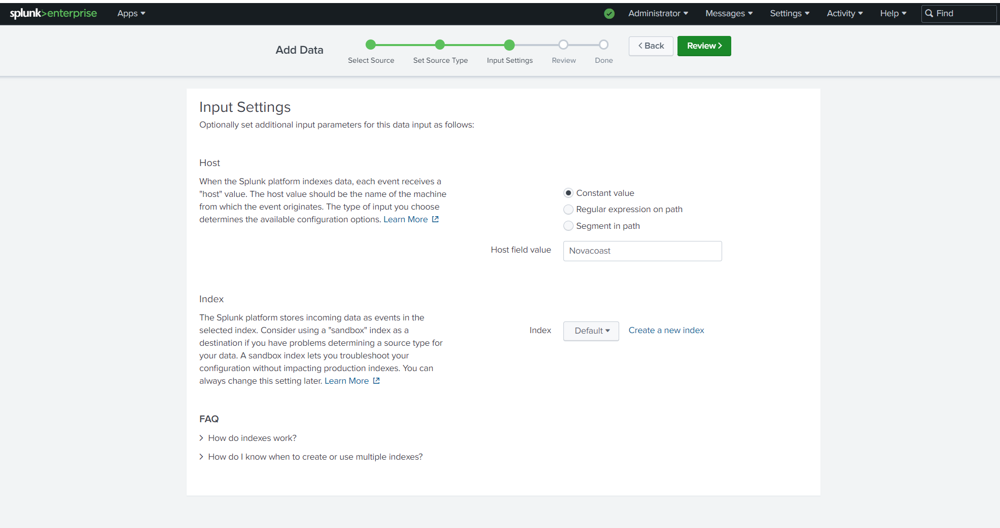 splunk>enterprise Apps Administrator Messages Settings Activity Help Find
Add Data
Select Source Set Source Type Input Settings Review Done
< Back Review >
Input Settings
Optionally set additional input parameters for this data input as follows:
Host
When the Splunk platform indexes data, each event receives a
"host" value. The host value should be the name of the machine
from which the event originates. The type of input you choose
determines the available configuration options. Learn More
Constant value
Regular expression on path
Segment in path
Host field value Novacoast
Index
The Splunk platform stores incoming data as events in the
selected index. Consider using a "sandbox" index as a
destination if you have problems determining a source type for
your data. A sandbox index lets you troubleshoot your
configuration without impacting production indexes. You can
always change this setting later. Learn More
Index Default Create a new index
FAQ
> How do indexes work?
> How do I know when to create or use multiple indexes?